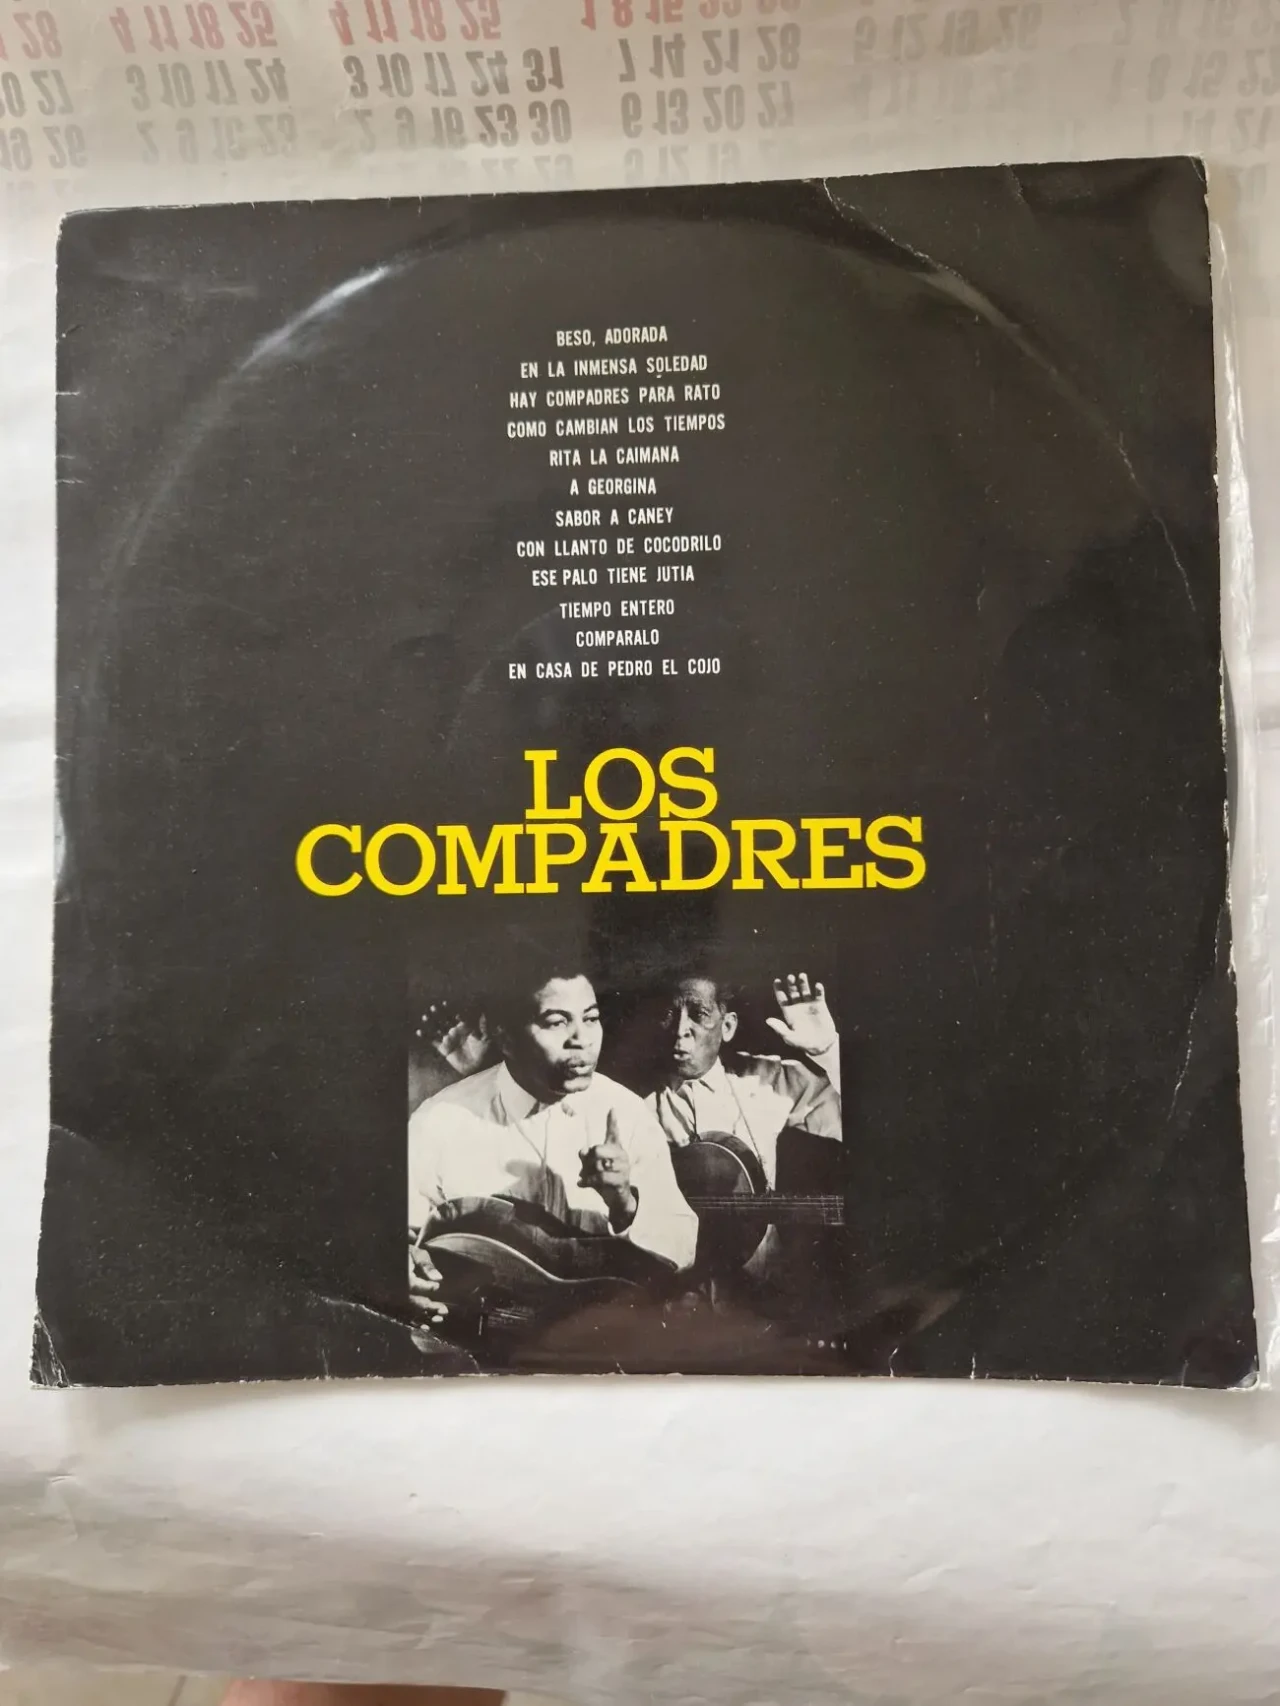 BESO, ADORADA
EN LA INMENSA SOLEDAD
HAY COMPADRES PARA RATO
COMO CAMBIAN LOS TIEMPOS
RITA LA CAIMANA
A GEORGINA
SABOR A CANEY
CON LLANTO DE COCODRILO
ESE PALO TIENE JUTIA
TIEMPO ENTERO
COMPARALO
EN CASA DE PEDRO EL COJO
LOS
COMPADRES